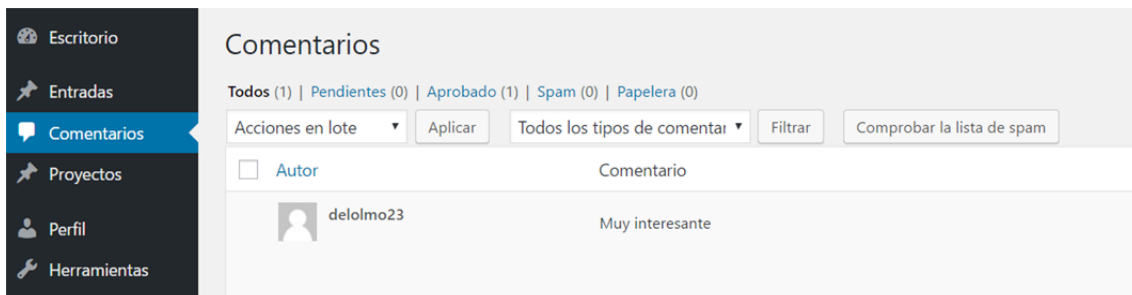 Escritorio
Entradas
Comentarios
Proyectos
Perfil
Herramientas
Comentarios
Todos (1) | Pendientes (0) | Aprobado (1) | Spam (0) | Papelera (0)
Acciones en lote Aplicar Todos los tipos de comentar Filtrar Comprobar la lista de spam
Autor Comentario
delolmo23
Muy interesante